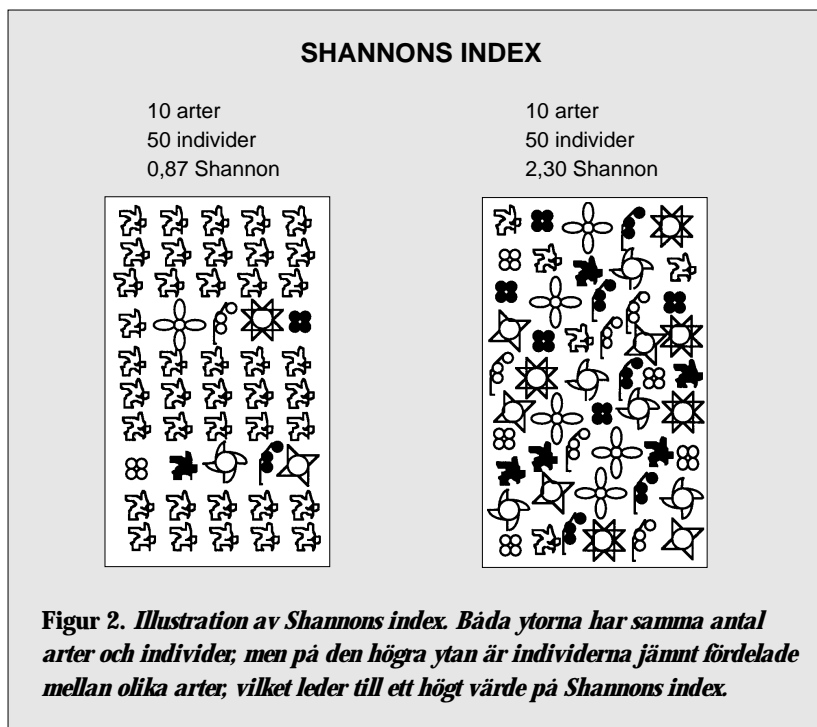 SHANNONS INDEX
10 arter
50 individer
0,87 Shannon
10 arter
50 individer
2,30 Shannon
Figur 2. Illustration av Shannons index. Båda ytorna har samma antal
arter och individer, men på den högra ytan är individerna jämnt fördelade
mellan olika arter, vilket leder till ett högt värde på Shannons index.